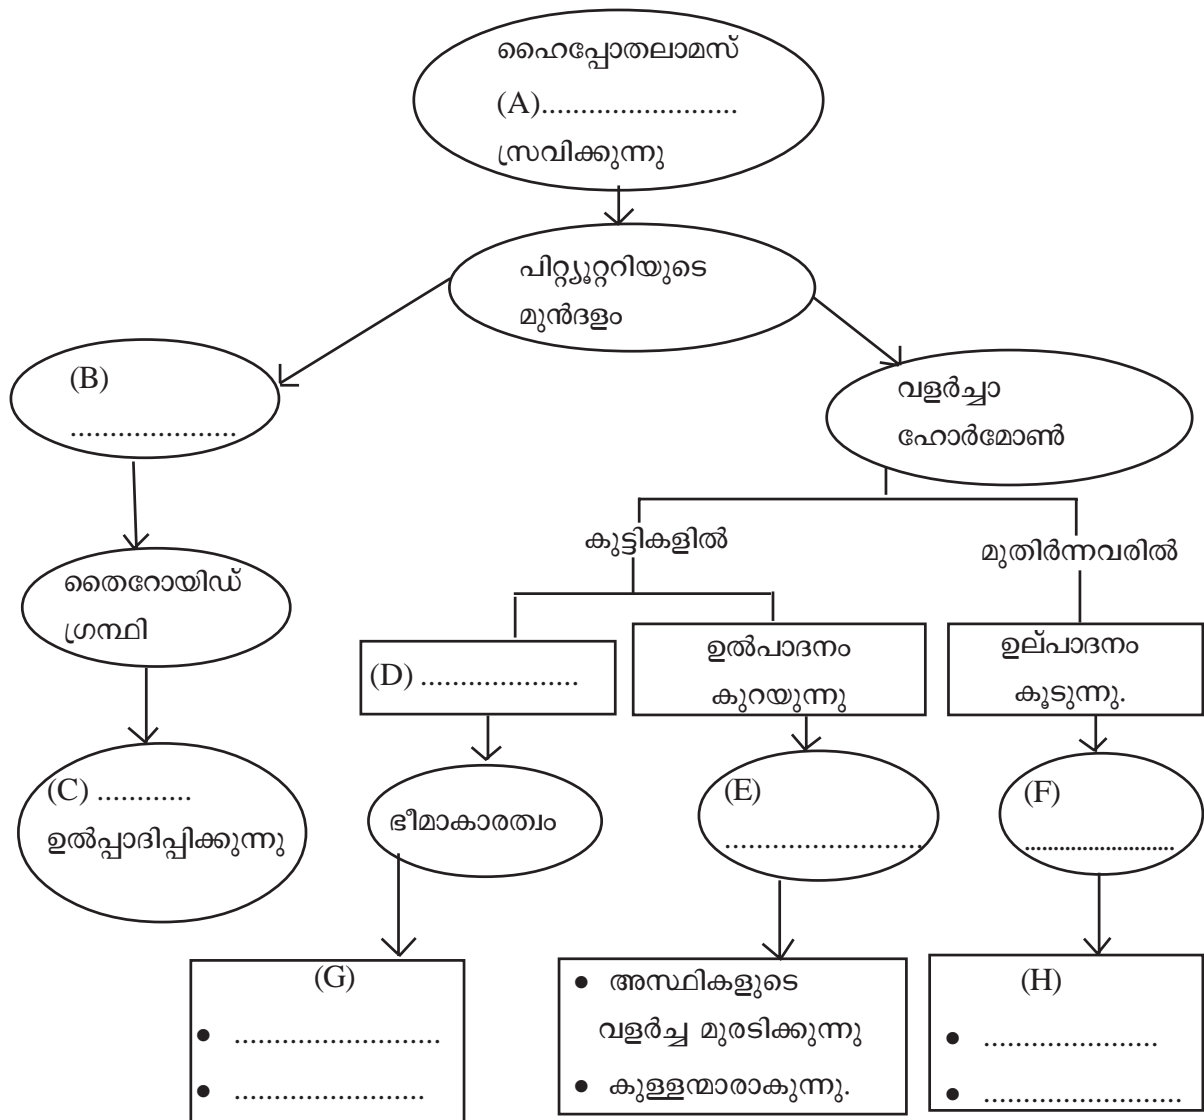 ഹൈപ്പോതലാമസ്
(A)........................
സ്രവിക്കുന്നു
പിറ്റ്യൂറ്ററിയുടെ
മുൻദളം
(B)
.....................
വളർച്ചാ
ഹോർമോൺ
കുട്ടികളിൽ
മുതിർന്നവരിൽ
തൈറോയിഡ്
ഗ്രന്ഥി
(D) ....................
ഉൽപാദനം
കുറയുന്നു
ഉല്പാദനം
കൂടുന്നു.
(C) ............
ഉൽപ്പാദിപ്പിക്കുന്നു
ഭീമാകാരത്വം
(E)
.........................
(F)
............................
(G)
● ..........................
● ........................
● അസ്ഥികളുടെ
വളർച്ച മുരടിക്കുന്നു
● കുള്ളന്മാരാകുന്നു.
(H)
● ......................
● .........................